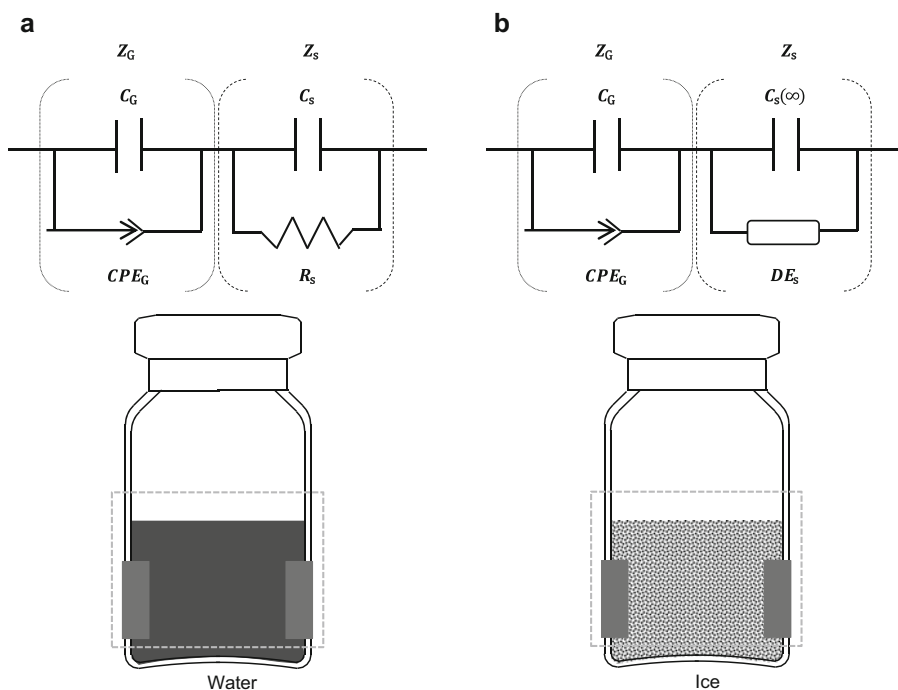 a
Z_G Z_s
C_G C_s
CPE_G R_s
Water
b
Z_G Z_s
C_G C_s(∞)
CPE_G DE_s
Ice